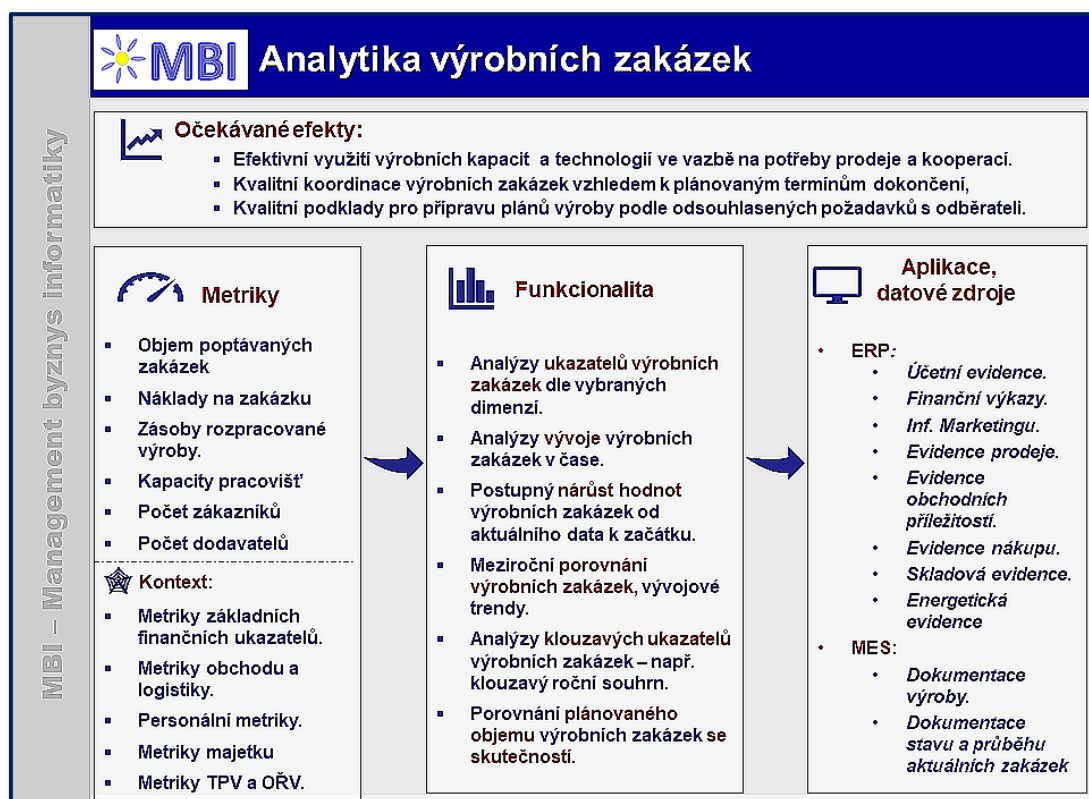 MBI
Analytika výrobních zakázek
MBI – Management byznys informatiky
Očekávané efekty:
▪ Efektivní využití výrobních kapacit a technologií ve vazbě na potřeby prodeje a kooperací.
▪ Kvalitní koordinace výrobních zakázek vzhledem k plánovaným termínům dokončení,
▪ Kvalitní podklady pro přípravu plánů výroby podle odsouhlasených požadavků s odběrateli.
Metriky
▪ Objem poptávaných
zakázek
▪ Náklady na zakázku
▪ Zásoby rozpracované
výroby.
▪ Kapacity pracovišť
▪ Počet zákazníků
▪ Počet dodavatelů
Kontext:
▪ Metriky základních
finančních ukazatelů.
▪ Metriky obchodu a
logistiky.
▪ Personální metriky.
▪ Metriky majetku
▪ Metriky TPV a OŘV.
Funkcionalita
▪ Analýzy ukazatelů výrobních
zakázek dle vybraných
dimenzí.
▪ Analýzy vývoje výrobních
zakázek v čase.
▪ Postupný nárůst hodnot
výrobních zakázek od
aktuálního data k začátku.
▪ Meziroční porovnání
výrobních zakázek, vývojové
trendy.
▪ Analýzy klouzavých ukazatelů
výrobních zakázek – např.
klouzavý roční souhrn.
▪ Porovnání plánovaného
objemu výrobních zakázek se
skutečností.
Aplikace,
datové zdroje
• ERP:
• Účetní evidence.
• Finanční výkazy.
• Inf. Marketingu.
• Evidence prodeje.
• Evidence
obchodních
příležitostí.
• Evidence nákupu.
• Skladová evidence.
• Energetická
evidence
• MES:
• Dokumentace
výroby.
• Dokumentace
stavu a průběhu
aktuálních zakázek